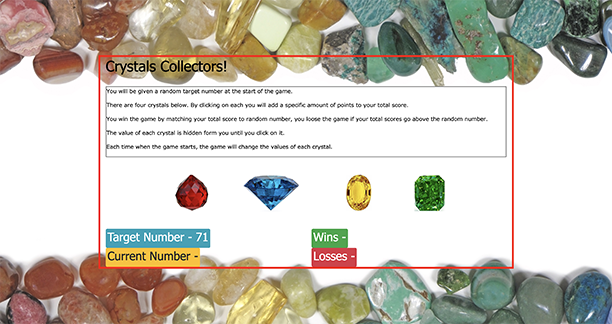 Crystals Collectors!
You will be given a random target number at the start of the game.
There are four crystals below. By clicking on each you will add a specific amount of points to your total score.
You win the game by matching your total score to random number, you loose the game if your total scores go above the random number.
The value of each crystal is hidden form you until you click on it.
Each time when the game starts, the game will change the values of each crystal.
Target Number - 71
Wins -
Current Number -
Losses -